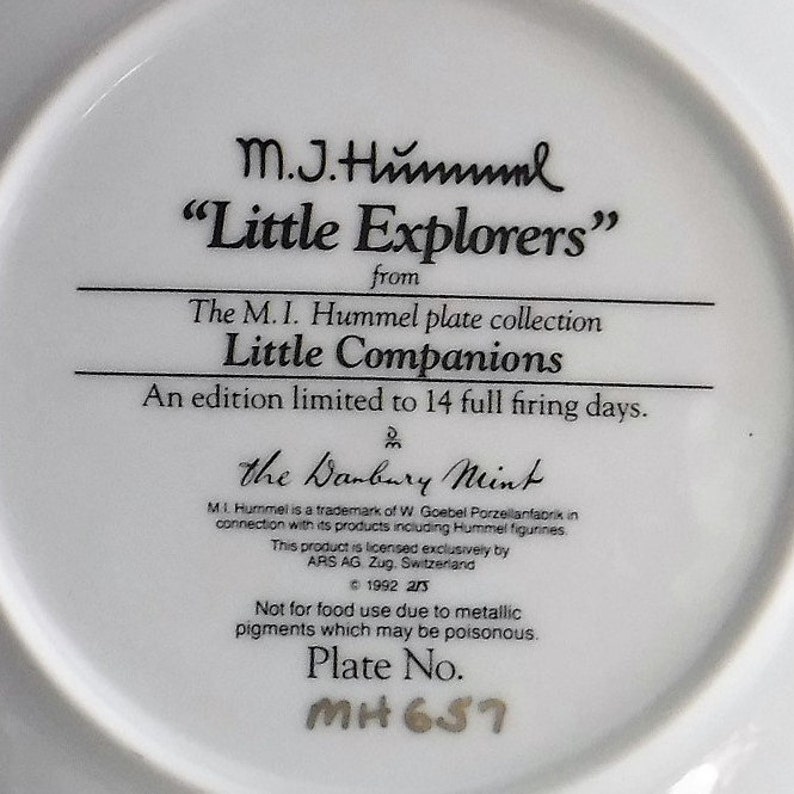 M.J.Hummel
“Little Explorers”
from
The M.I. Hummel plate collection
Little Companions
An edition limited to 14 full firing days.
DM
the Danbury Mint
M.I. Hummel is a trademark of W. Goebel Porzellanfabrik in
connection with its products including Hummel figurines.
This product is licensed exclusively by
ARS AG, Zug, Switzerland
© 1992 ars
Not for food use due to metallic
pigments which may be poisonous.
Plate No.
MH657